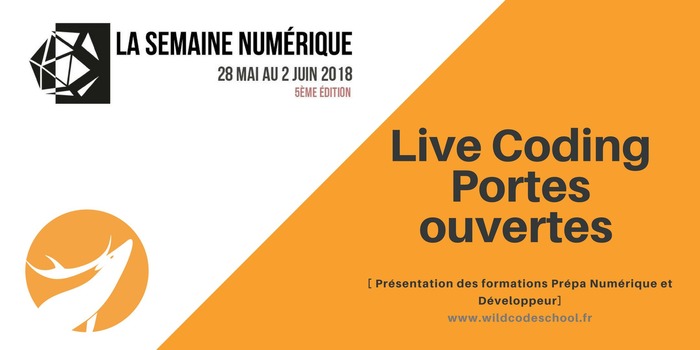 LA SEMAINE NUMÉRIQUE
28 MAI AU 2 JUIN 2018
5ÈME ÉDITION
Live Coding
Portes
ouvertes
[ Présentation des formations Prépa Numérique et
Développeur]
www.wildcodeschool.fr